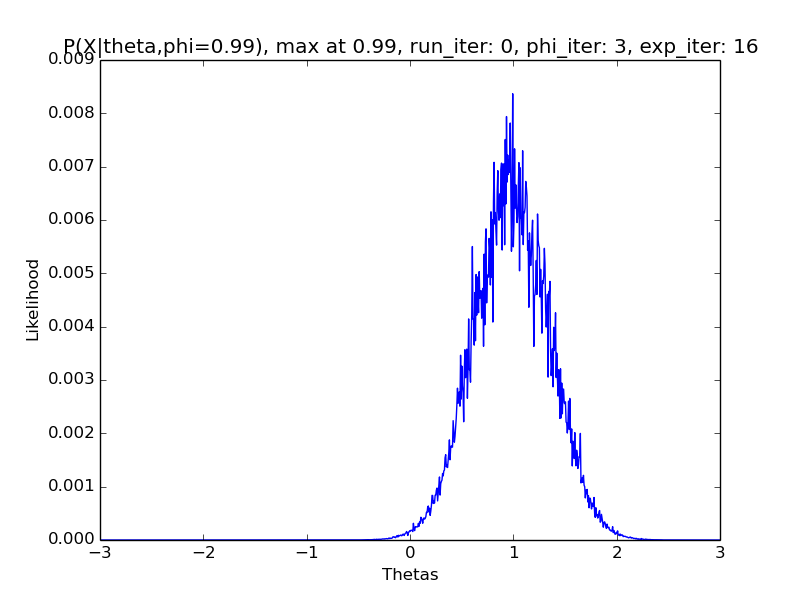 P(X|theta,phi=0.99), max at 0.99, run_iter: 0, phi_iter: 3, exp_iter: 16
0.009
0.008
0.007
0.006
0.005
0.004
0.003
0.002
0.001
0.000
Likelihood
−3 −2 −1 0 1 2 3
Thetas